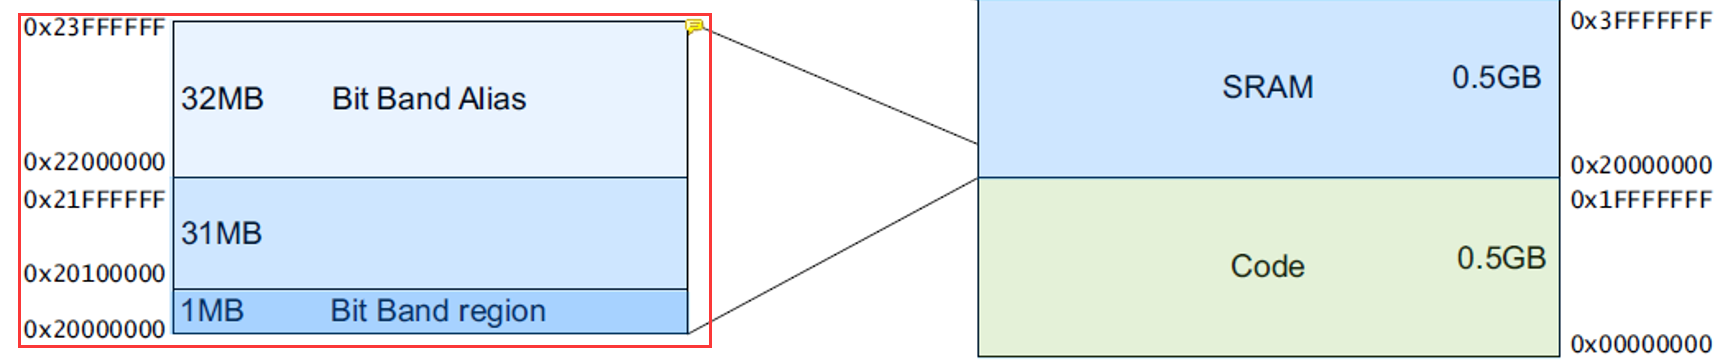 0x23FFFFFF
32MB Bit Band Alias
0x22000000
0x21FFFFFF
31MB
0x20100000
1MB Bit Band region
0x20000000
0x3FFFFFFF
SRAM 0.5GB
0x20000000
0x1FFFFFFF
Code 0.5GB
0x00000000